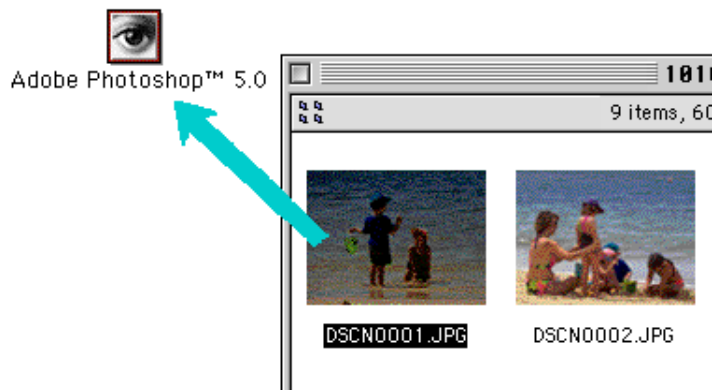 Adobe Photoshop™ 5.0
9 items, 60
DSCN0001.JPG
DSCN0002.JPG